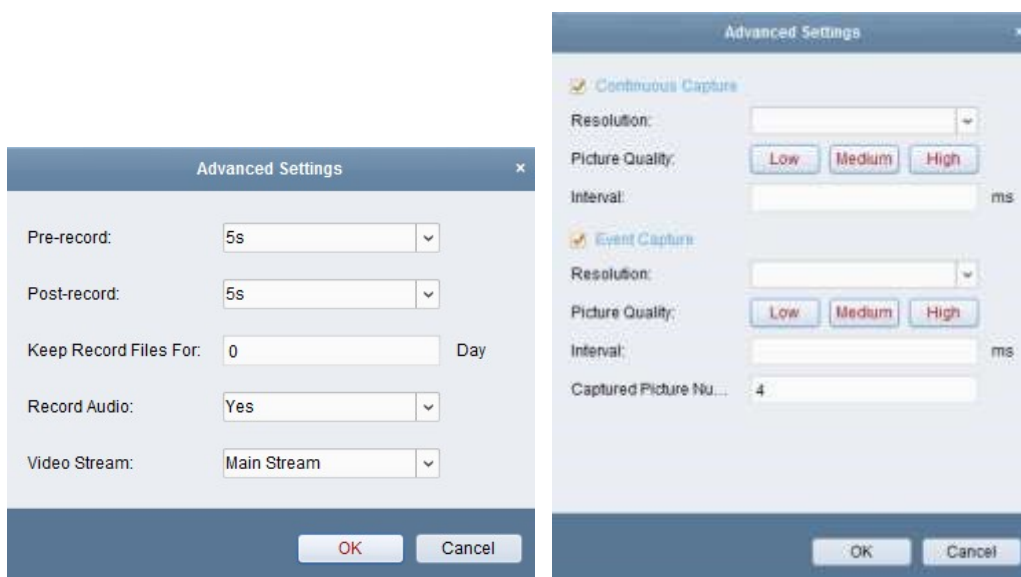 Advanced Settings ×
Pre-record: 5s
Post-record: 5s
Keep Record Files For: 0 Day
Record Audio: Yes
Video Stream: Main Stream
OK Cancel
Advanced Settings ×
Continuous Capture
Resolution:
Picture Quality: Low Medium High
Interval: ms
Event Capture
Resolution:
Picture Quality: Low Medium High
Interval: ms
Captured Picture Nu... 4
OK Cancel